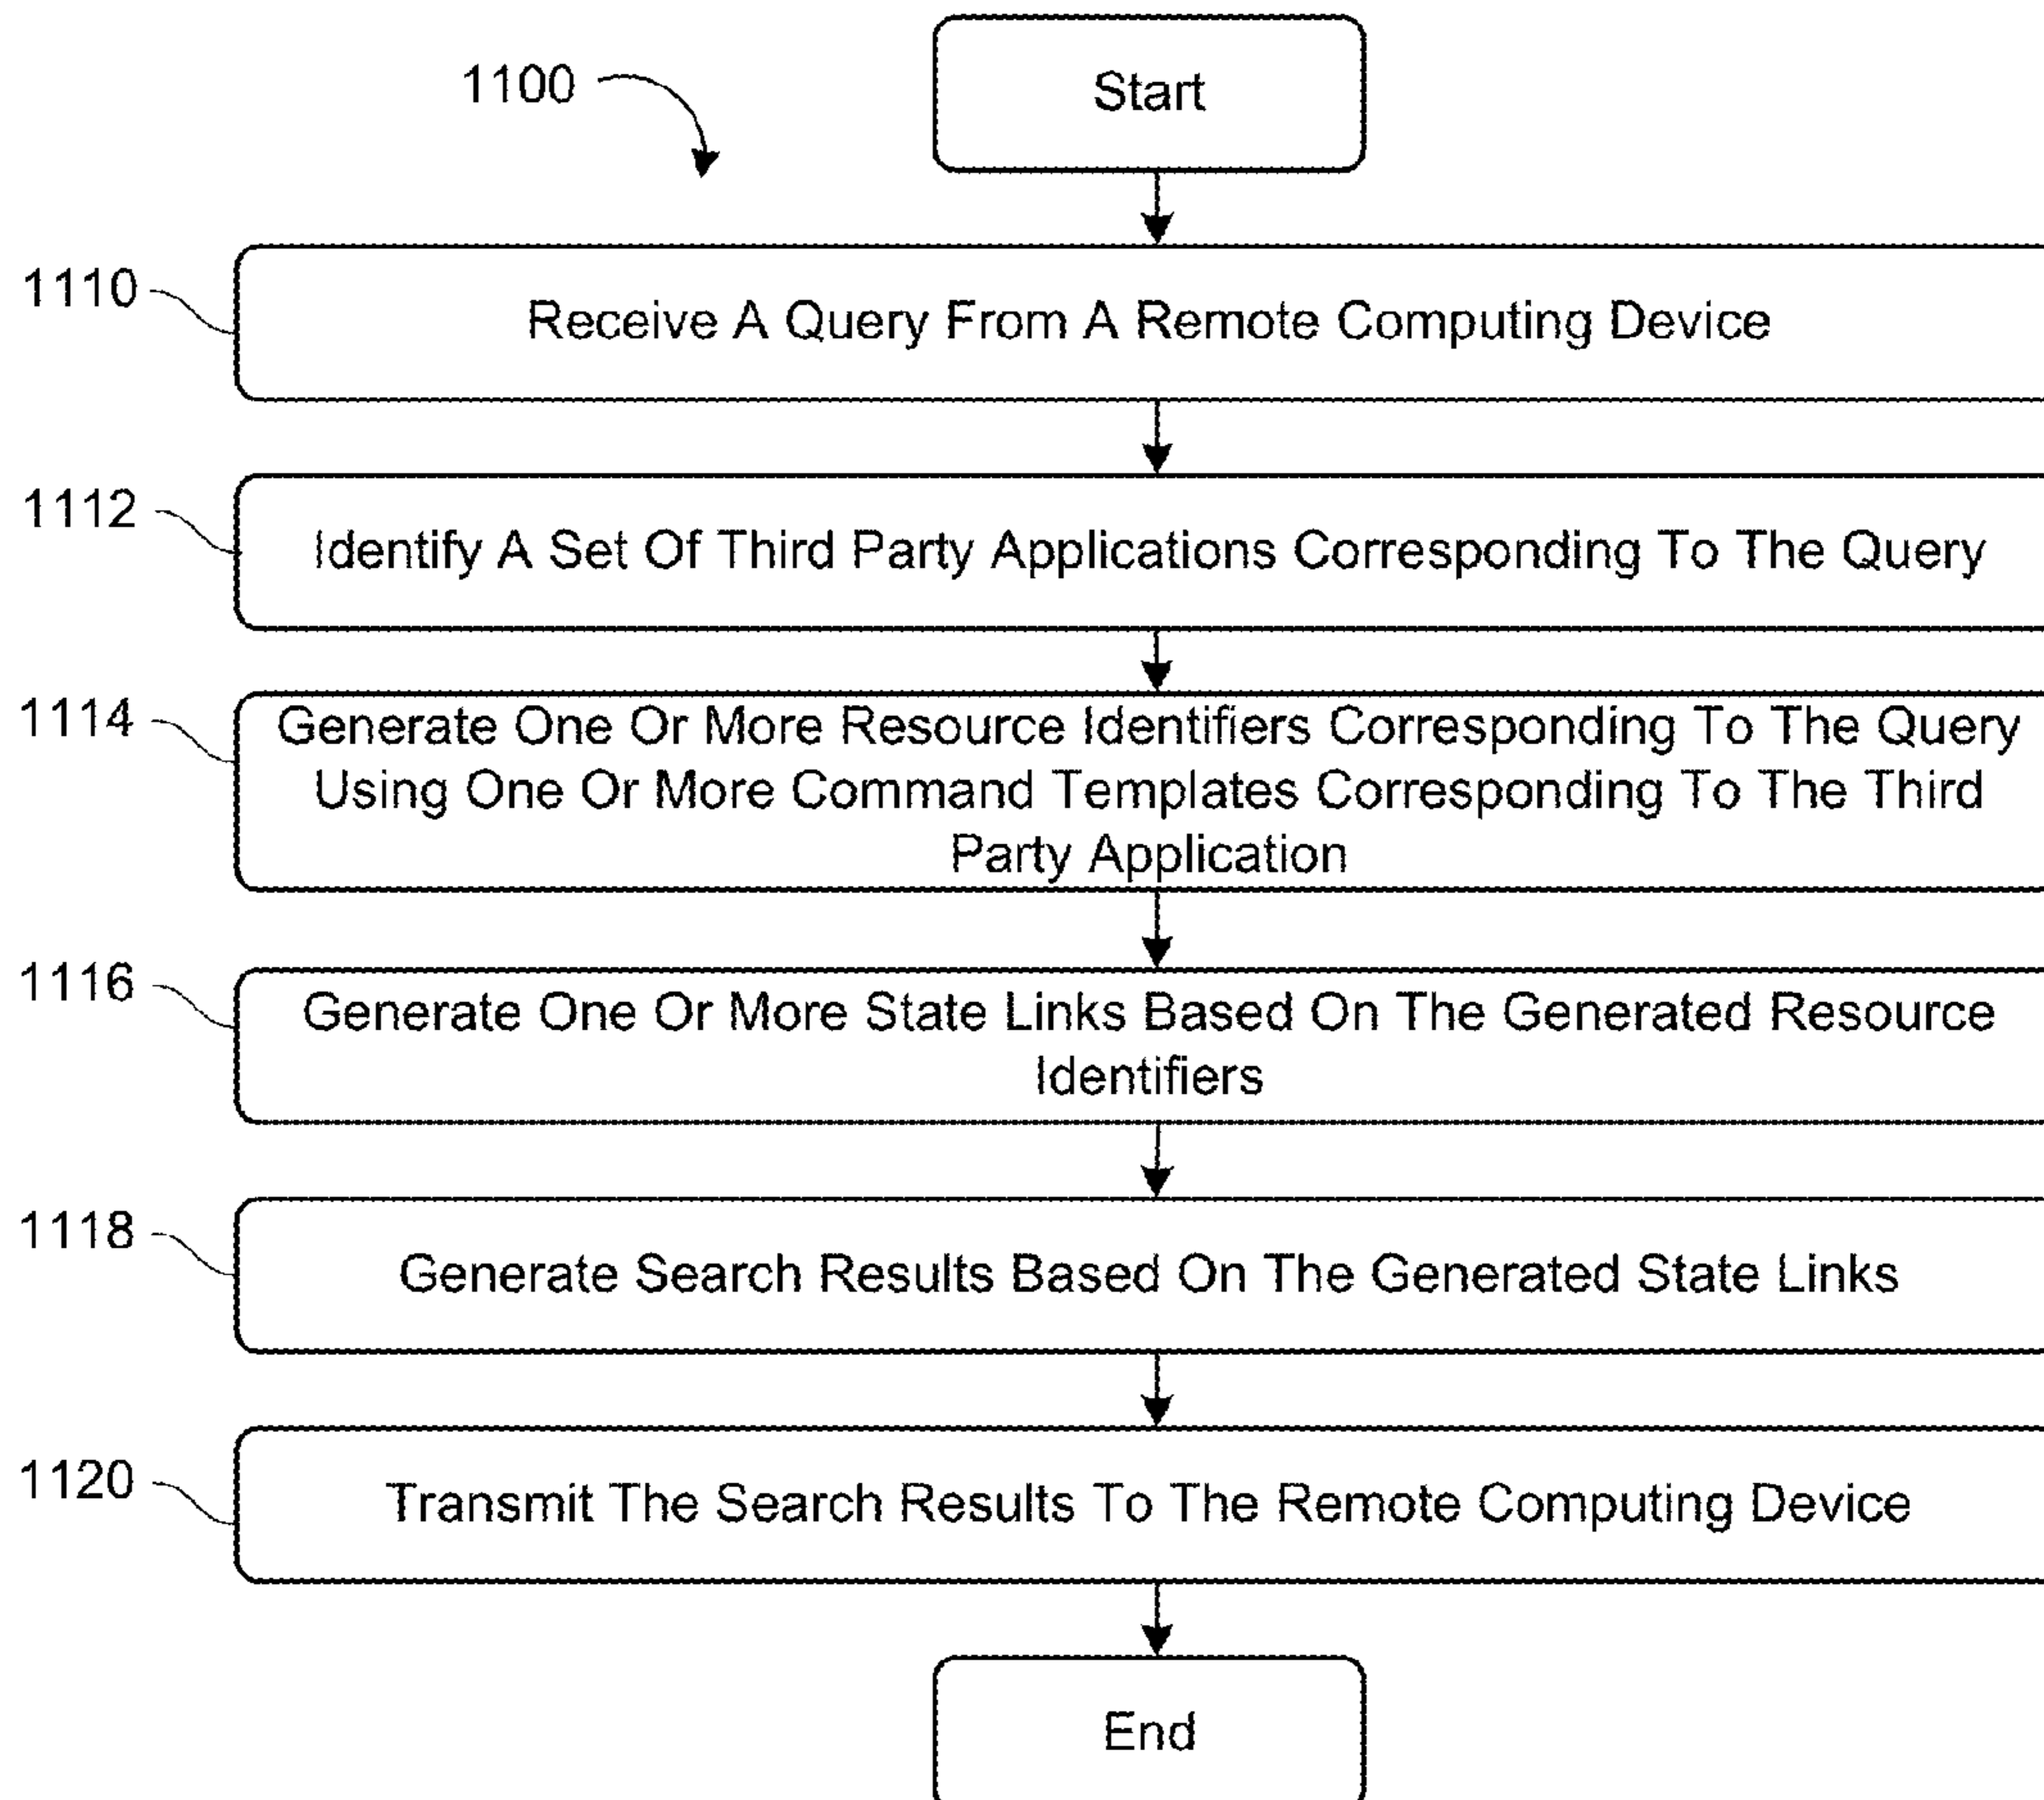 1100
Start
1110
Receive A Query From A Remote Computing Device
1112
Identify A Set Of Third Party Applications Corresponding To The Query
1114
Generate One Or More Resource Identifiers Corresponding To The Query
Using One Or More Command Templates Corresponding To The Third
Party Application
1116
Generate One Or More State Links Based On The Generated Resource
Identifiers
1118
Generate Search Results Based On The Generated State Links
1120
Transmit The Search Results To The Remote Computing Device
End